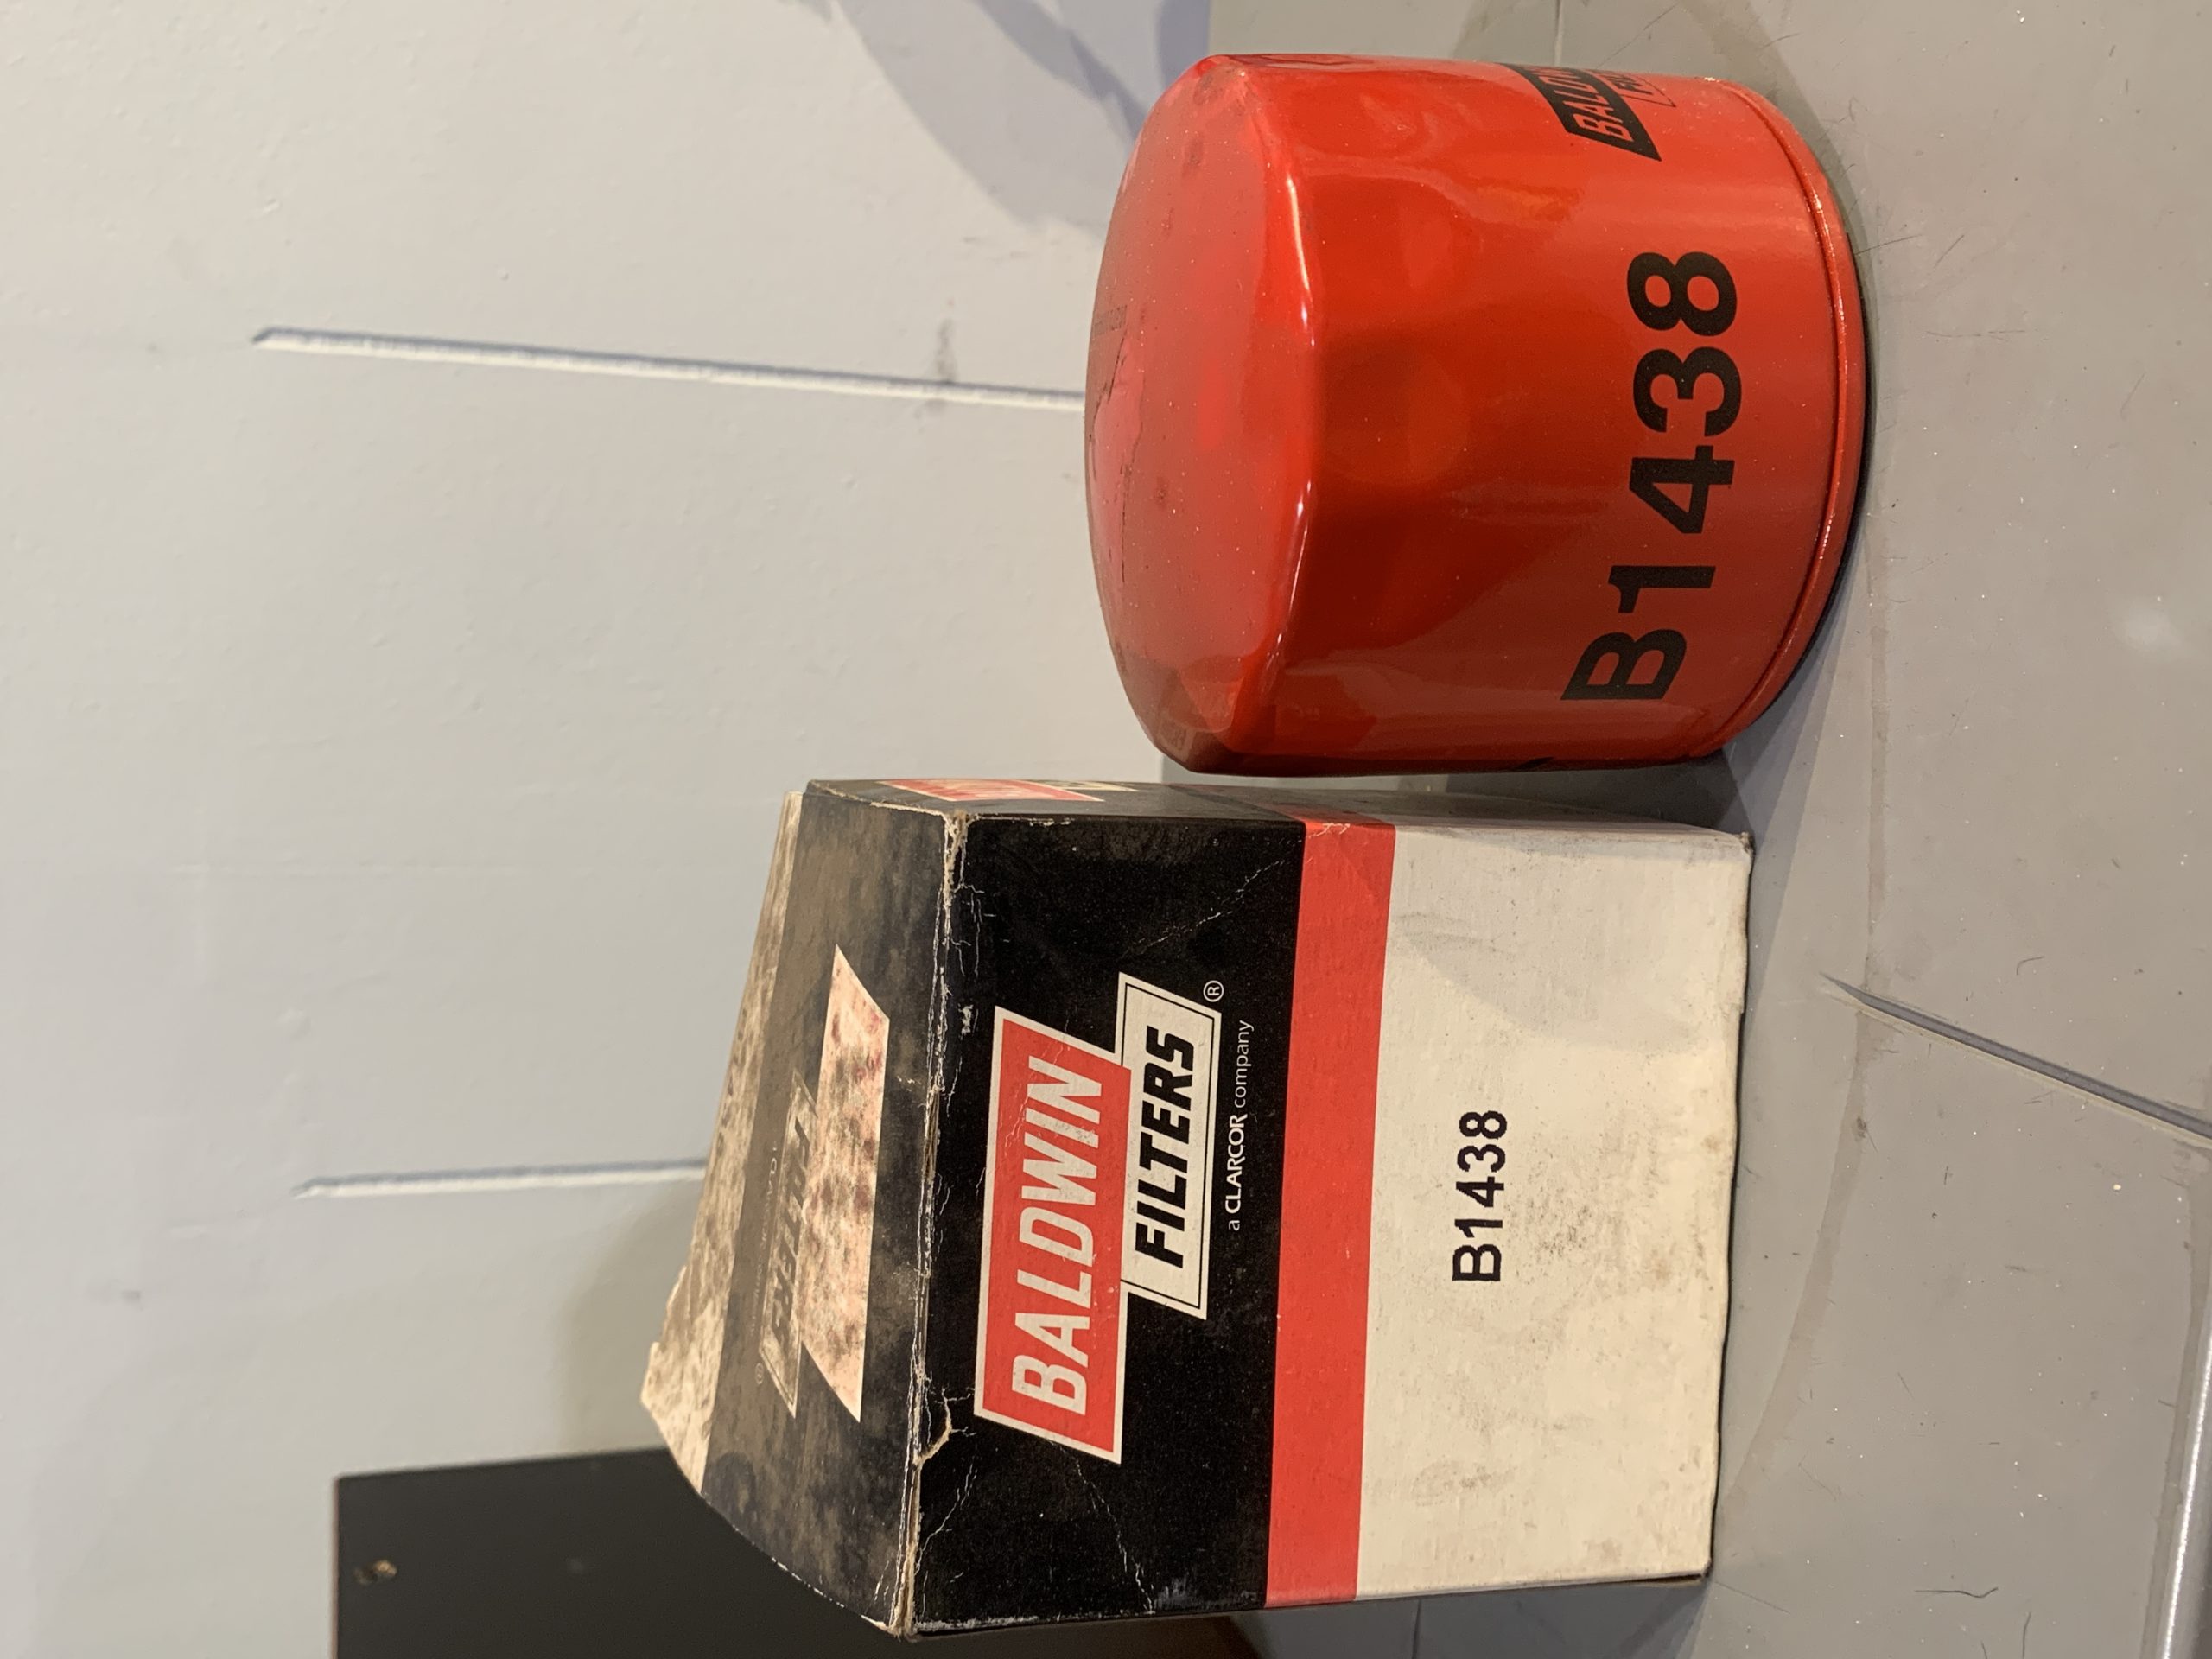 BALDWIN
FILTERS®
a CLARCOR company
B1438
B1438